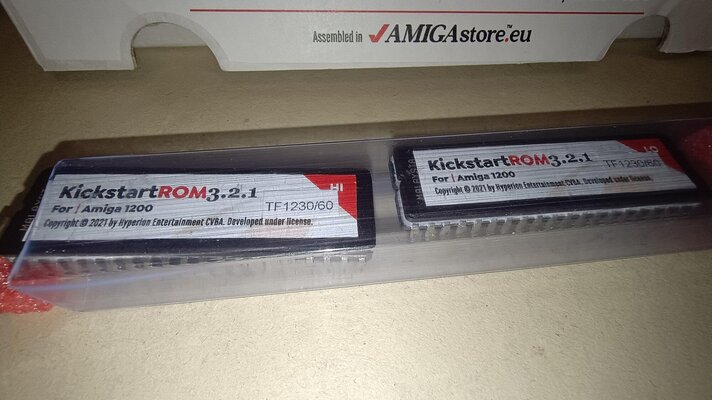 Assembled in AMIGAstore.eu
KickstartROM3.2.1
HI
For | Amiga 1200
TF1230/60
Copyright © 2021 by Hyperion Entertainment CVBA. Developed under license.
KickstartROM3.2.1
LO
For | Amiga 1200
TF1230/60
Copyright © 2021 by Hyperion Entertainment CVBA. Developed under license.
MALAYSIA